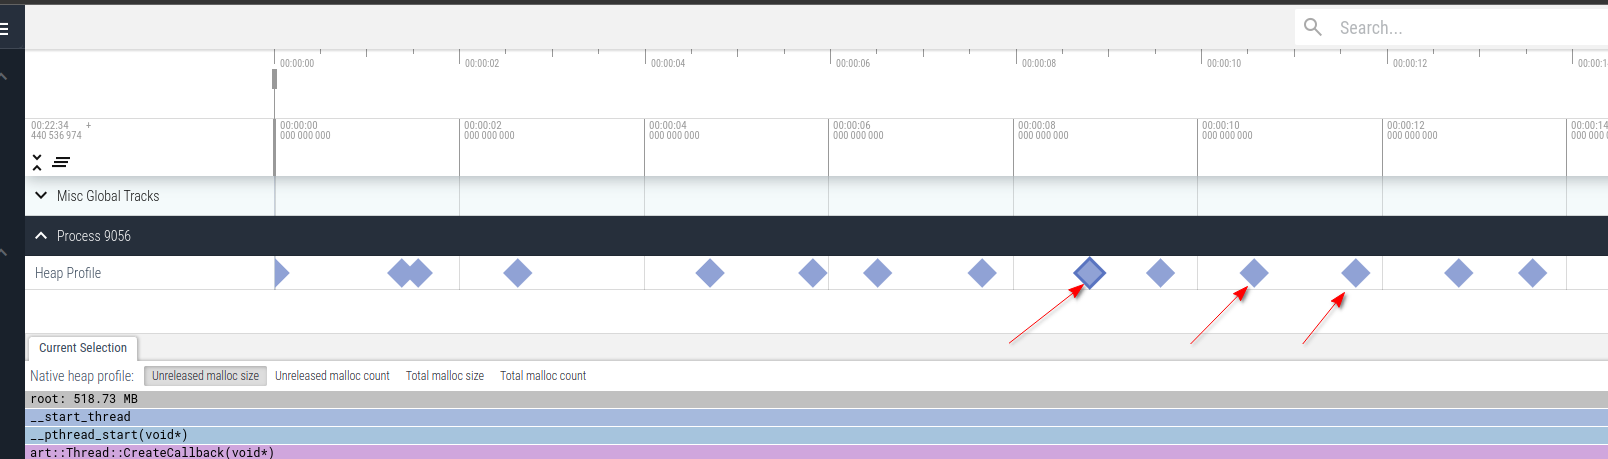 Search...
00:00:00 00:00:02 00:00:04 00:00:06 00:00:08 00:00:10 00:00:12 00:00:1
00:22:34 + 00:00:00 00:00:02 00:00:04 00:00:06 00:00:08 00:00:10 00:00:12 00:00:14
440 536 974 000 000 000 000 000 000 000 000 000 000 000 000 000 000 000 000 000 000 000 000 000 000 000 000 0
Misc Global Tracks
Process 9056
Heap Profile
Current Selection
Native heap profile: Unreleased malloc size Unreleased malloc count Total malloc size Total malloc count
root: 518.73 MB
__start_thread
__pthread_start(void*)
art::Thread::CreateCallback(void*)